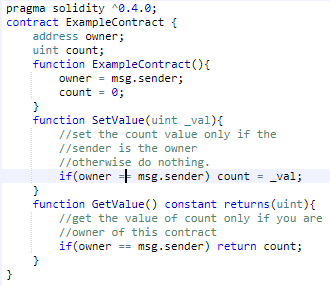 pragma solidity ^0.4.0;
contract ExampleContract {
    address owner;
    uint count;
    function ExampleContract(){
        owner = msg.sender;
        count = 0;
    }
    function SetValue(uint _val){
        //set the count value only if the
        //sender is the owner
        //otherwise do nothing.
        if(owner == msg.sender) count = _val;
    }
    function GetValue() constant returns(uint){
        //get the value of count only if you are
        //owner of this contract
        if(owner == msg.sender) return count;
    }
}